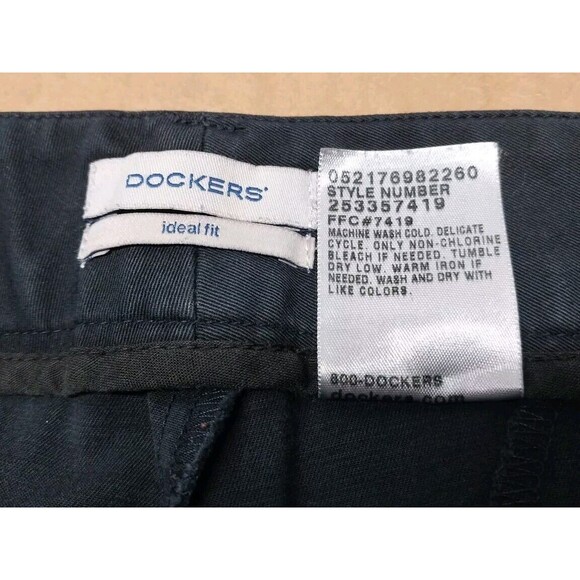 DOCKERS
ideal fit
052176982260
STYLE NUMBER
253357419
FFC#7419
MACHINE WASH COLD. DELICATE
CYCLE. ONLY NON-CHLORINE
BLEACH IF NEEDED. TUMBLE
DRY LOW. WARM IRON IF
NEEDED. WASH AND DRY WITH
LIKE COLORS.
800-DOCKERS
dockers.com